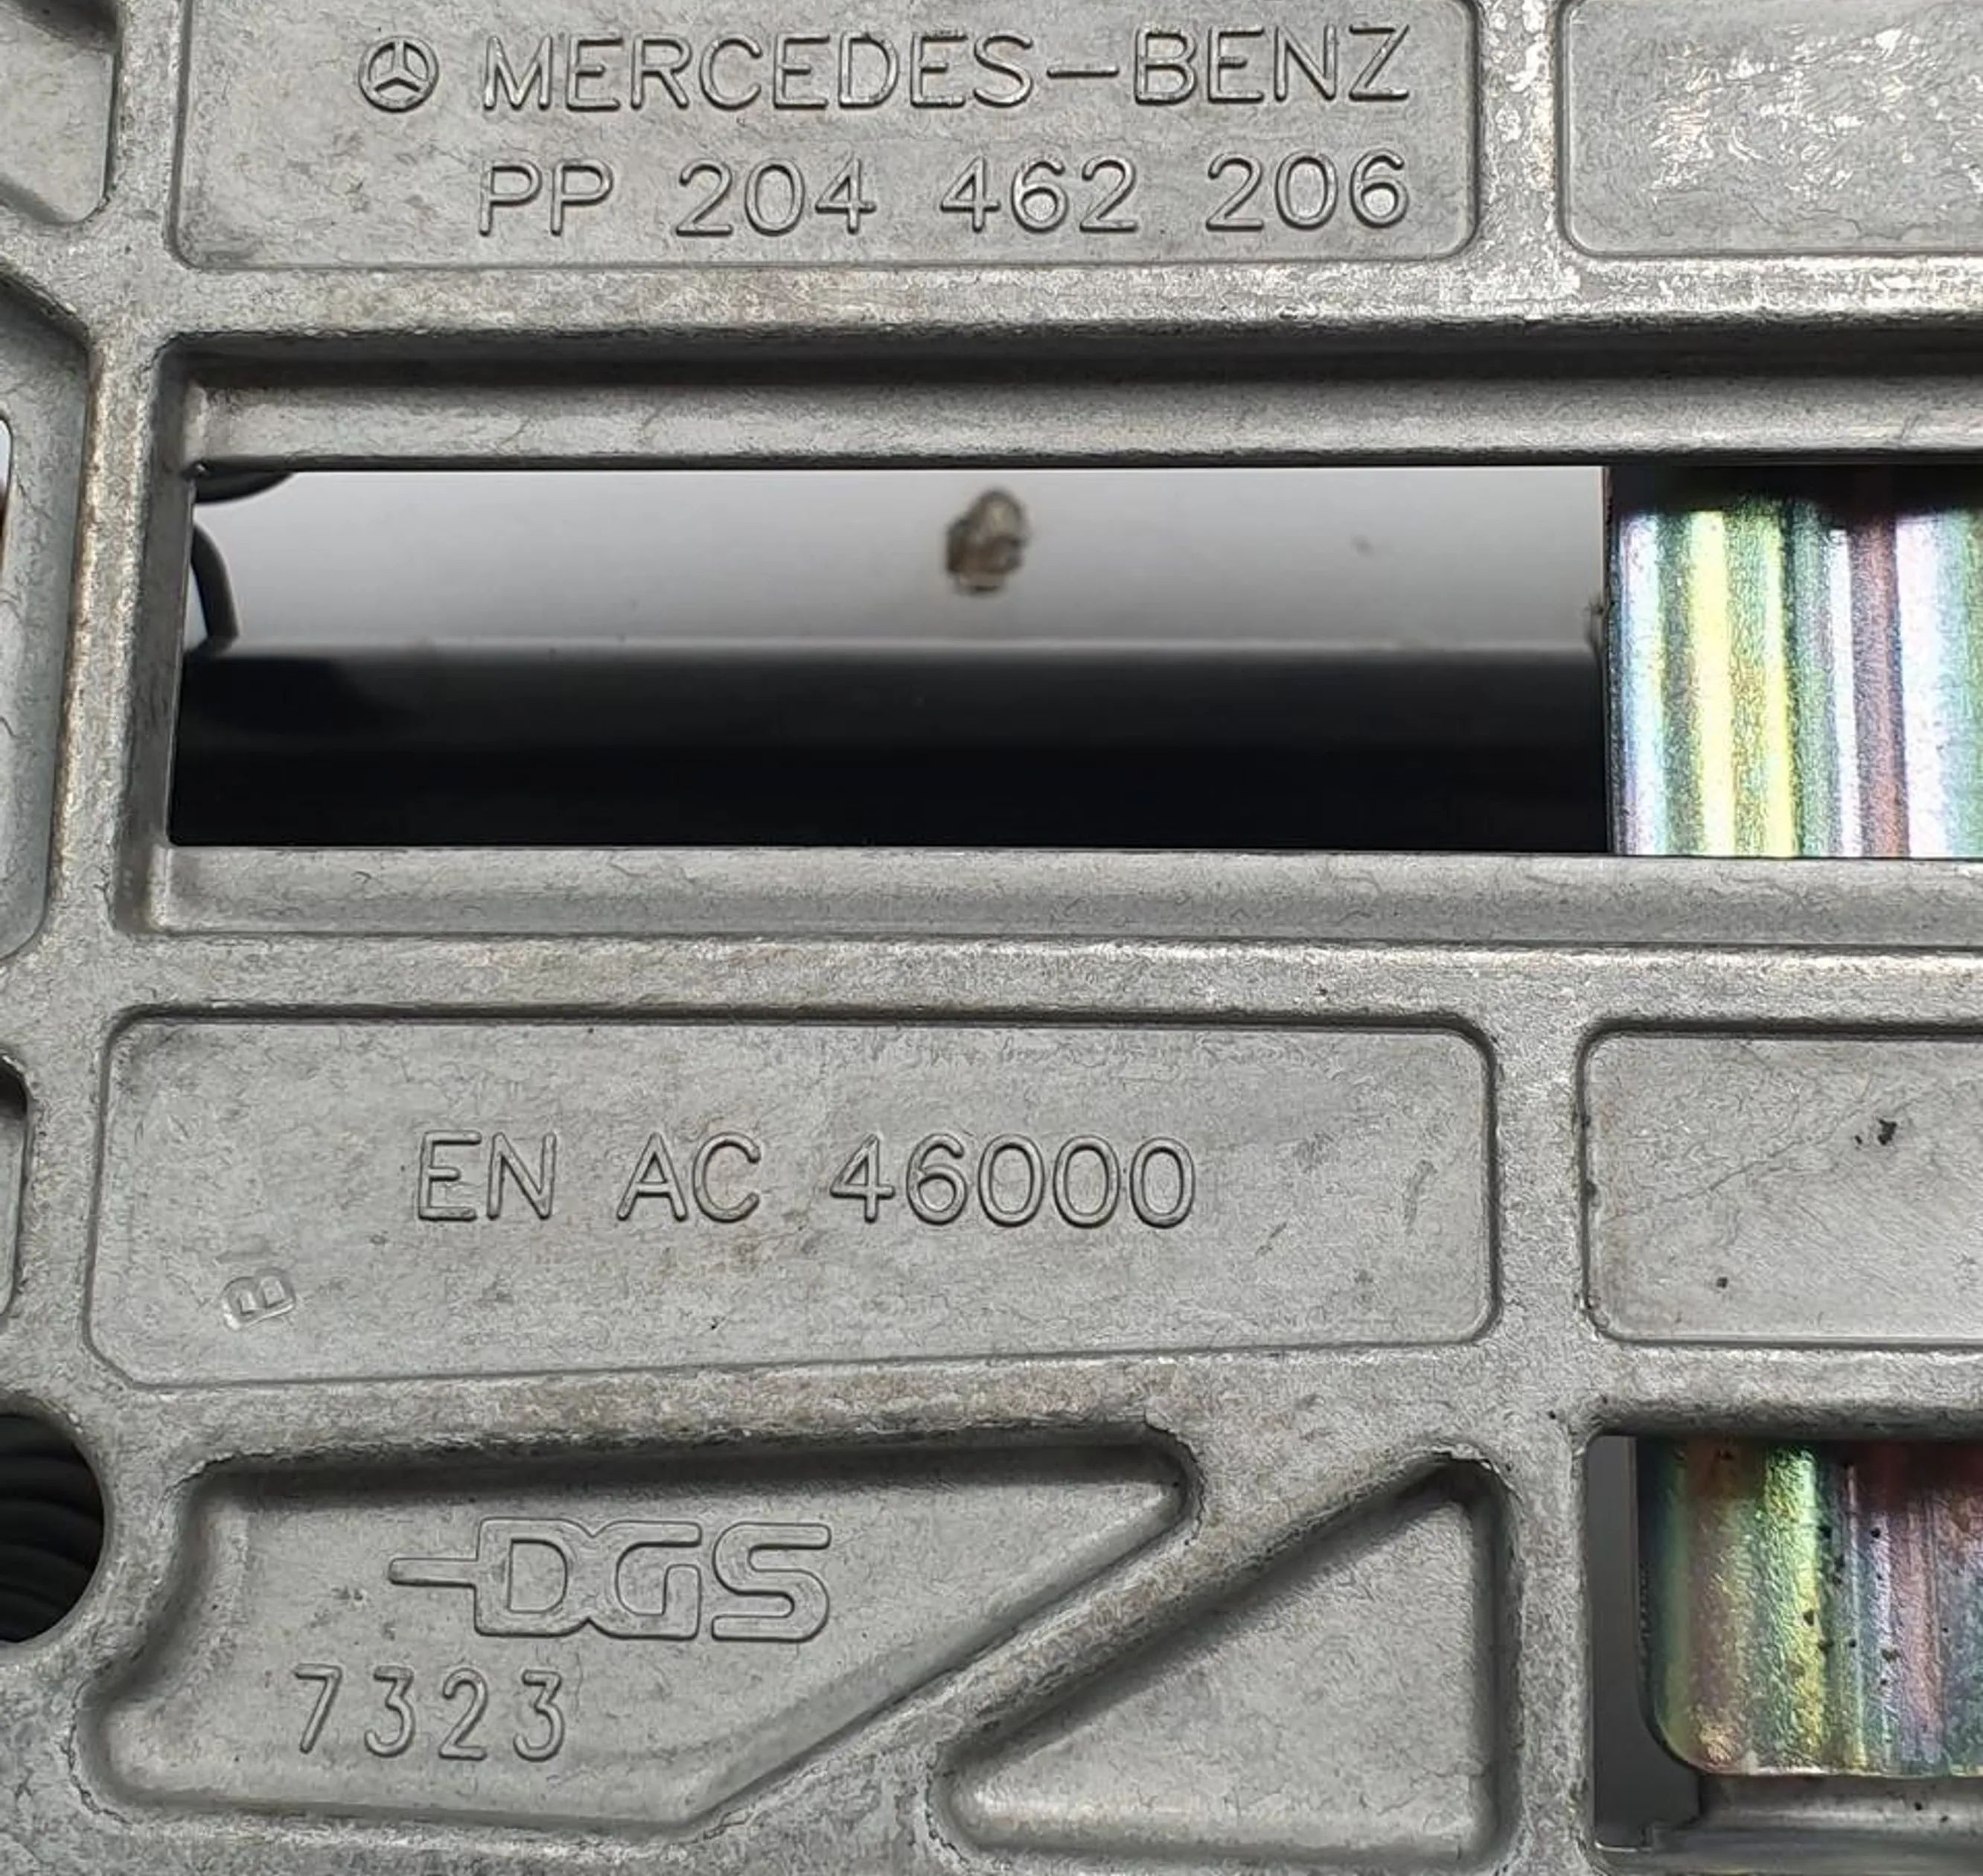 MERCEDES-BENZ
PP 204 462 206
EN AC 46000
B
DGS
7323